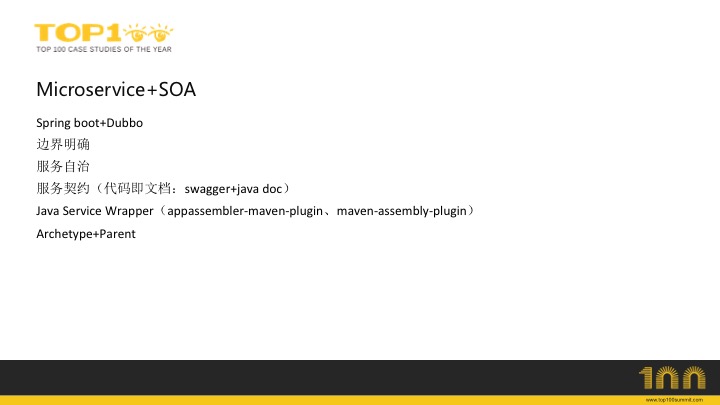 TOP100
TOP 100 CASE STUDIES OF THE YEAR
Microservice+SOA
Spring boot+Dubbo
边界明确
服务自治
服务契约（代码即文档：swagger+java doc）
Java Service Wrapper（appassembler-maven-plugin、maven-assembly-plugin）
Archetype+Parent
100
www.top100summit.com